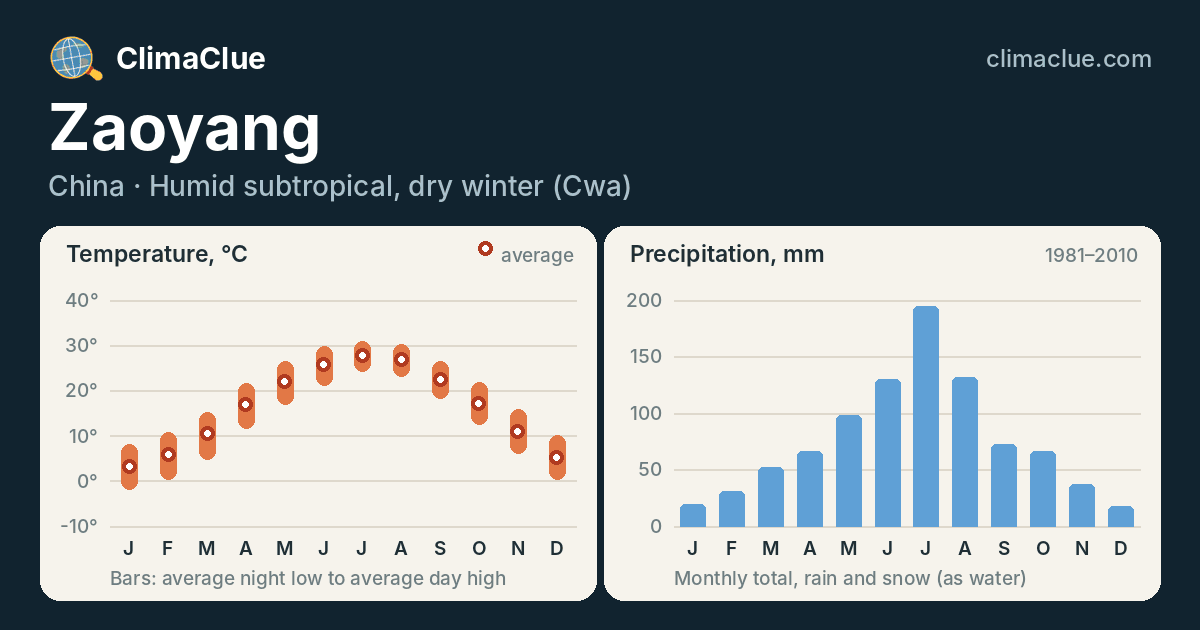 ClimaClue
climaclue.com
Zaoyang
China · Humid subtropical, dry winter (Cwa)
Temperature, °C
average
40°
30°
20°
10°
0°
-10°
J F M A M J J A S O N D
Bars: average night low to average day high
Precipitation, mm
1981–2010
200
150
100
50
0
J F M A M J J A S O N D
Monthly total, rain and snow (as water)